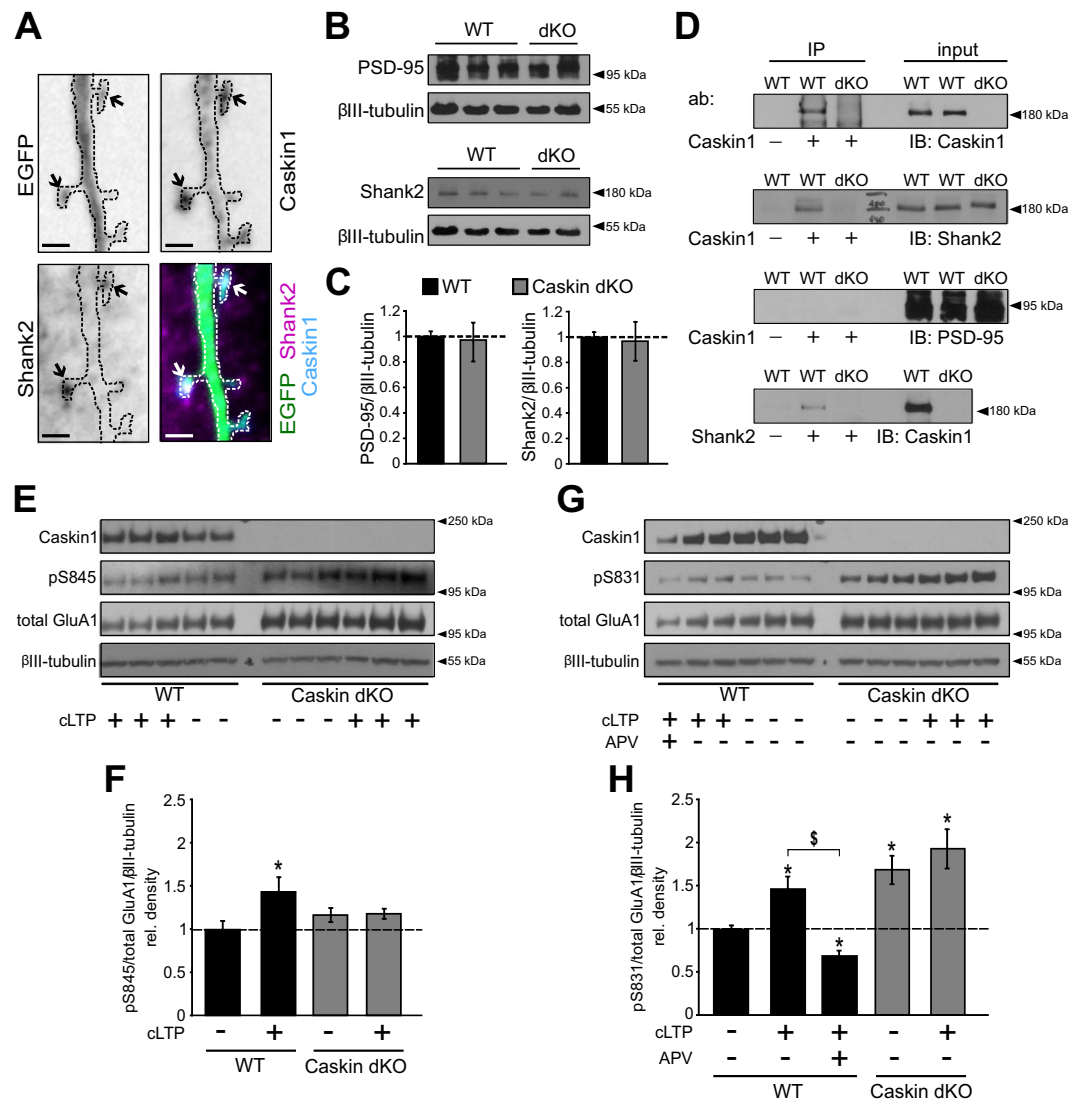 A
EGFP
Caskin1
Shank2
EGFP Shank2
Caskin1
B
WT dKO
PSD-95 95 kDa
βIII-tubulin 55 kDa
WT dKO
Shank2 180 kDa
βIII-tubulin 55 kDa
C
WT Caskin dKO
PSD-95/βIII-tubulin
1.2
1
0.8
0.6
0.4
0.2
0
Shank2/βIII-tubulin
1.2
1
0.8
0.6
0.4
0.2
0
D
IP input
WT WT dKO WT WT dKO
ab:
180 kDa
Caskin1 – + + IB: Caskin1
WT WT dKO WT WT dKO
180 kDa
Caskin1 – + + IB: Shank2
WT WT dKO WT WT dKO
95 kDa
Caskin1 – + + IB: PSD-95
WT WT dKO WT dKO
180 kDa
Shank2 – + + IB: Caskin1
E
Caskin1 250 kDa
pS845 95 kDa
total GluA1 95 kDa
βIII-tubulin 55 kDa
WT Caskin dKO
cLTP + + + - - - - - + + +
G
Caskin1 250 kDa
pS831 95 kDa
total GluA1 95 kDa
βIII-tubulin 55 kDa
WT Caskin dKO
cLTP + + + - - - - - - + + +
APV + - - - - - - - - - - -
F
pS845/total GluA1/βIII-tubulin
rel. density
2.5
2
1.5
1
0.5
0
*
cLTP - + - +
WT Caskin dKO
H
pS831/total GluA1/βIII-tubulin
rel. density
2.5
2
1.5
1
0.5
0
* $ * * *
cLTP - + + - +
APV - - + - -
WT Caskin dKO